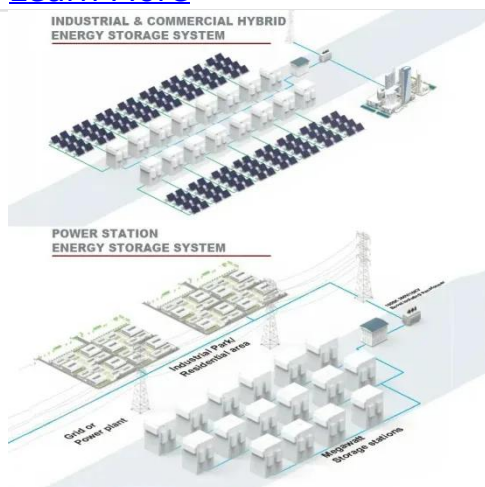 Learn More
INDUSTRIAL & COMMERCIAL HYBRID
ENERGY STORAGE SYSTEM
POWER STATION
ENERGY STORAGE SYSTEM
Industrial Park/
Residential area
Grid or
Power plant
Megawatt
Storage stations